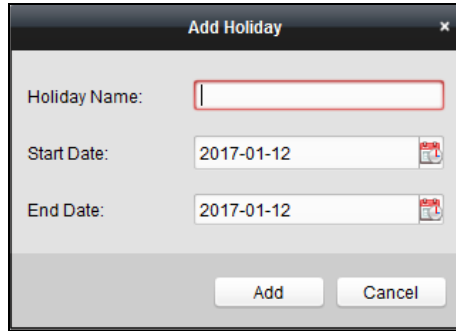 Add Holiday ×
Holiday Name:
Start Date: 2017-01-12
End Date: 2017-01-12
Add Cancel